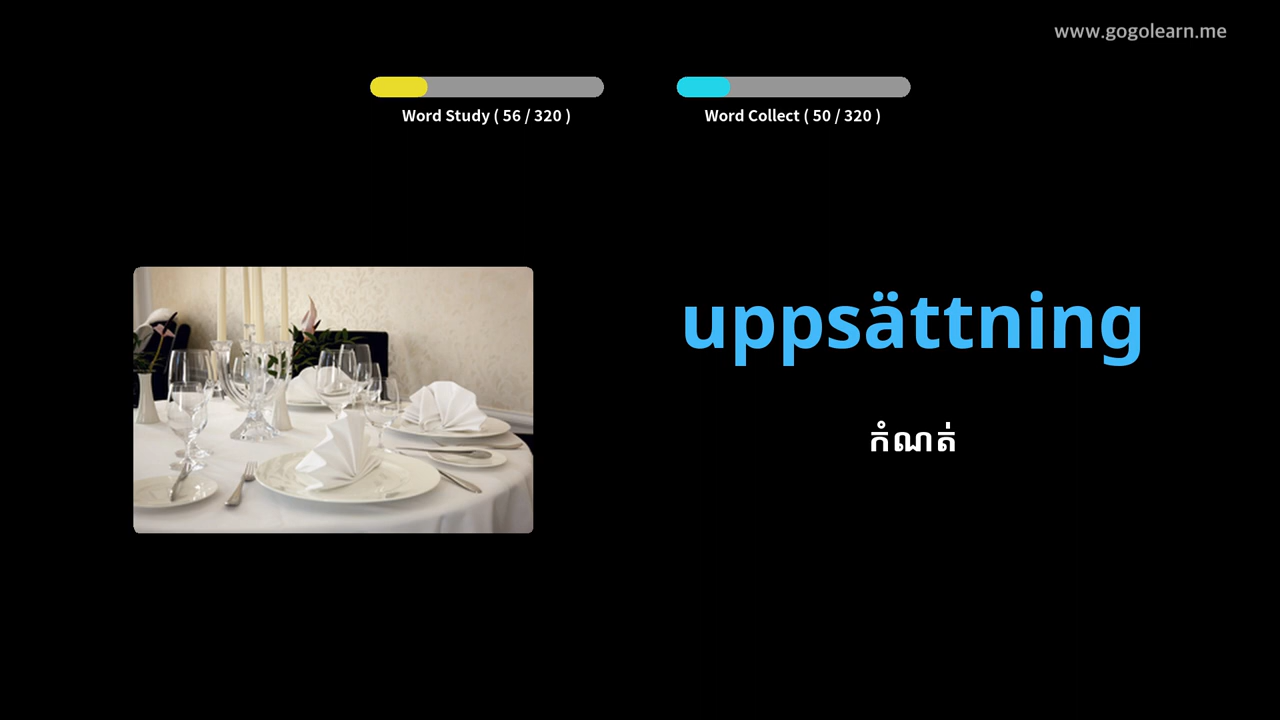 www.gogolearn.me
Word Study ( 56 / 320 )
Word Collect ( 50 / 320 )
uppsättning
កំណត់